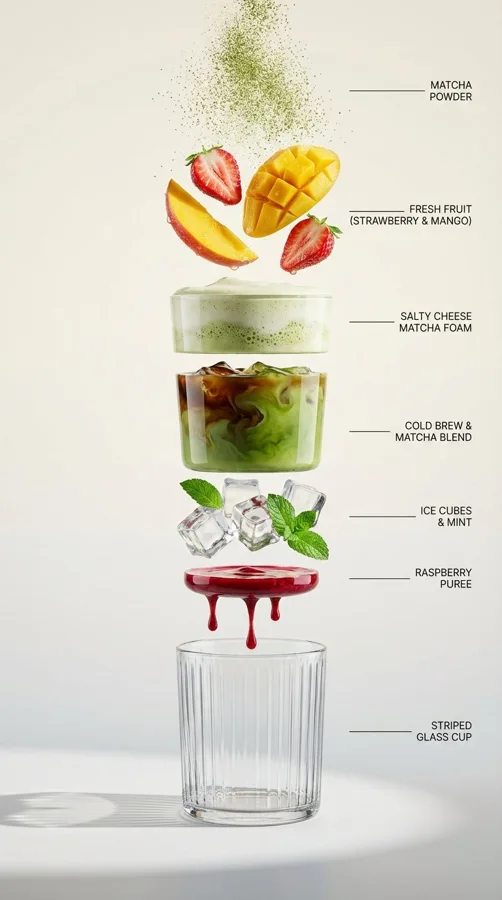 MATCHA
POWDER
FRESH FRUIT
(STRAWBERRY & MANGO)
SALTY CHEESE
MATCHA FOAM
COLD BREW &
MATCHA BLEND
ICE CUBES
& MINT
RASPBERRY
PUREE
STRIPED
GLASS CUP